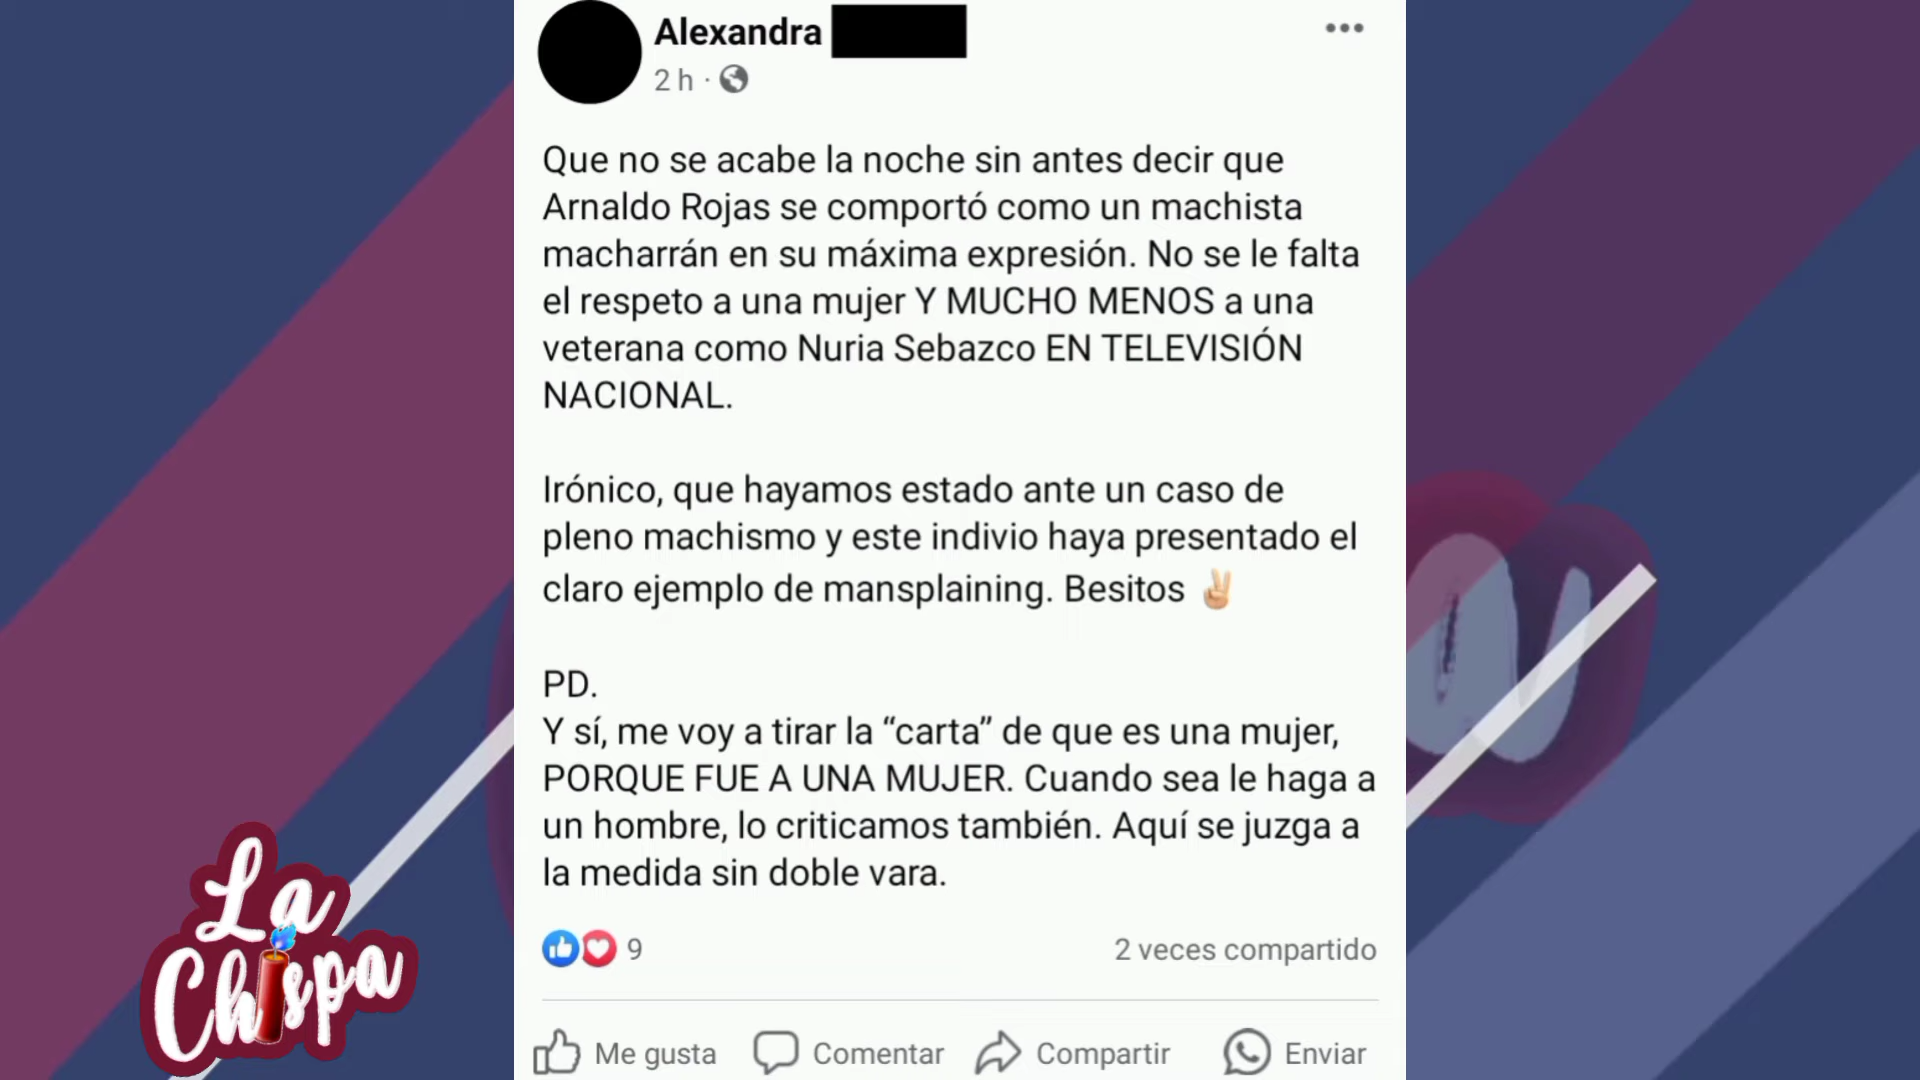 Alexandra
2 h ·
Que no se acabe la noche sin antes decir que
Arnaldo Rojas se comportó como un machista
macharrán en su máxima expresión. No se le falta
el respeto a una mujer Y MUCHO MENOS a una
veterana como Nuria Sebazco EN TELEVISIÓN
NACIONAL.
Irónico, que hayamos estado ante un caso de
pleno machismo y este indivio haya presentado el
claro ejemplo de mansplaining. Besitos ✌🏻
PD.
Y sí, me voy a tirar la “carta” de que es una mujer,
PORQUE FUE A UNA MUJER. Cuando sea le haga a
un hombre, lo criticamos también. Aquí se juzga a
la medida sin doble vara.
9
2 veces compartido
Me gusta
Comentar
Compartir
Enviar
La
Chispa